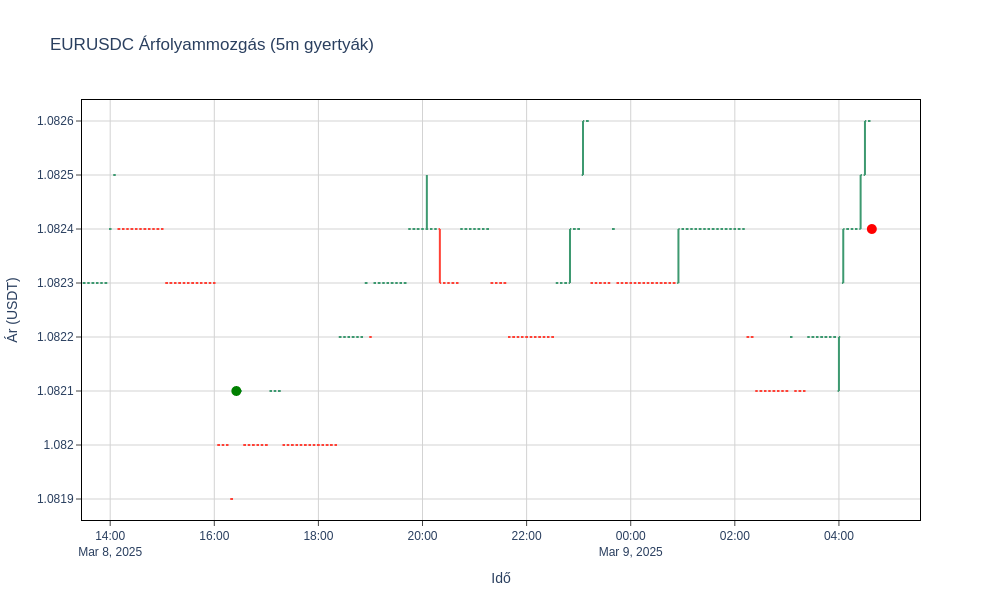 EURUSDC Árfolyammozgás (5m gyertyák)
1.0826
1.0825
1.0824
1.0823
1.0822
1.0821
1.082
1.0819
Ár (USDT)
14:00 16:00 18:00 20:00 22:00 00:00 02:00 04:00
Mar 8, 2025 Mar 9, 2025
Idő